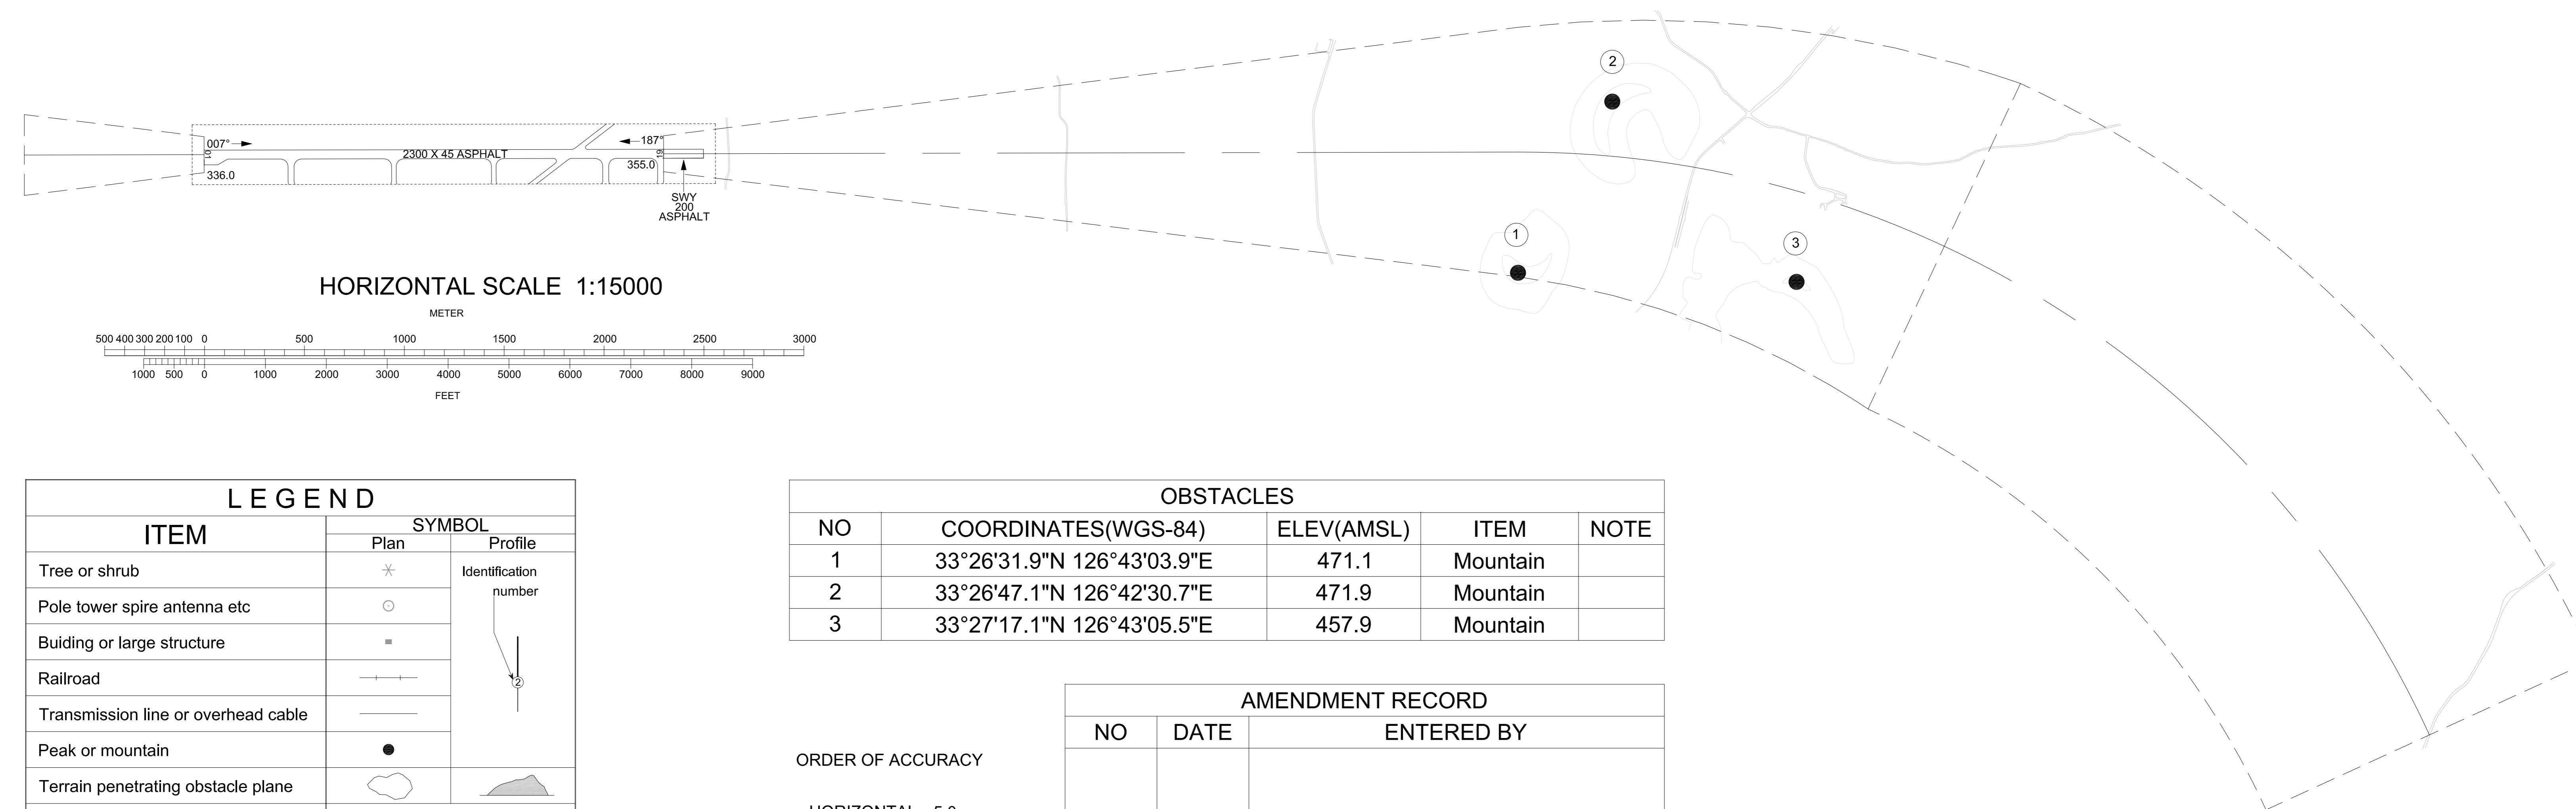 2
007°
187°
01
2300 X 45 ASPHALT
19
336.0
355.0
SWY
200
ASPHALT
1
3
HORIZONTAL SCALE 1:15000
METER
500 400 300 200 100 0 500 1000 1500 2000 2500 3000
1000 500 0 1000 2000 3000 4000 5000 6000 7000 8000 9000
FEET
LEGEND
ITEM SYMBOL
Plan Profile
Tree or shrub
Identification
number
Pole tower spire antenna etc
Buiding or large structure
Railroad
2
Transmission line or overhead cable
Peak or mountain
Terrain penetrating obstacle plane
OBSTACLES
NO COORDINATES(WGS-84) ELEV(AMSL) ITEM NOTE
1 33°26'31.9"N 126°43'03.9"E 471.1 Mountain
2 33°26'47.1"N 126°42'30.7"E 471.9 Mountain
3 33°27'17.1"N 126°43'05.5"E 457.9 Mountain
AMENDMENT RECORD
NO DATE ENTERED BY
ORDER OF ACCURACY